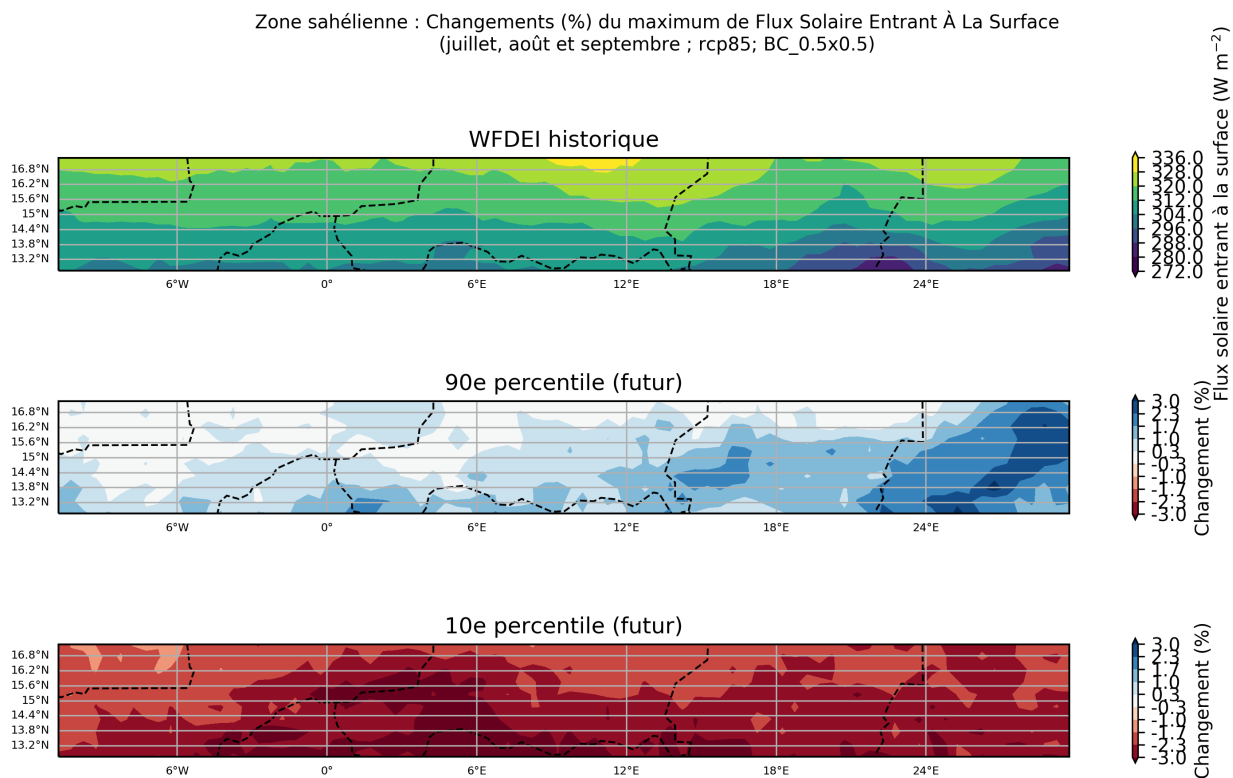 Zone sahélienne : Changements (%) du maximum de Flux Solaire Entrant À La Surface
(juillet, août et septembre ; rcp85; BC_0.5x0.5)
WFDEI historique
16.8°N
16.2°N
15.6°N
15°N
14.4°N
13.8°N
13.2°N
6°W 0° 6°E 12°E 18°E 24°E
336.0
328.0
320.0
312.0
304.0
296.0
288.0
280.0
272.0
Flux solaire entrant à la surface (W m⁻²)
90e percentile (futur)
16.8°N
16.2°N
15.6°N
15°N
14.4°N
13.8°N
13.2°N
6°W 0° 6°E 12°E 18°E 24°E
3.0
2.3
1.7
1.0
0.3
-0.3
-1.0
-1.7
-2.3
-3.0
Changement (%)
10e percentile (futur)
16.8°N
16.2°N
15.6°N
15°N
14.4°N
13.8°N
13.2°N
6°W 0° 6°E 12°E 18°E 24°E
3.0
2.3
1.7
1.0
0.3
-0.3
-1.0
-1.7
-2.3
-3.0
Changement (%)